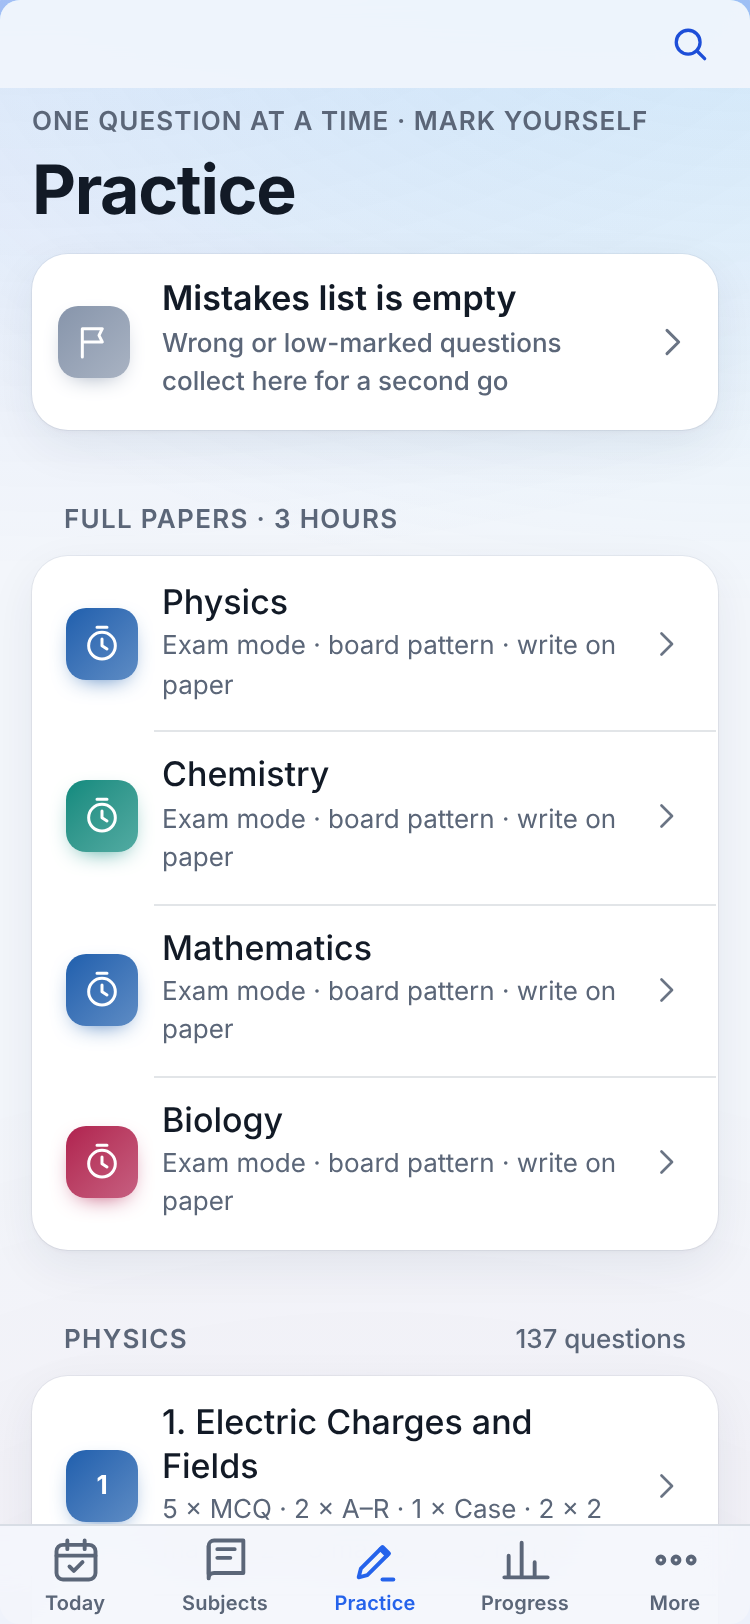 ONE QUESTION AT A TIME · MARK YOURSELF
Practice
Mistakes list is empty
Wrong or low-marked questions
collect here for a second go
FULL PAPERS · 3 HOURS
Physics
Exam mode · board pattern · write on
paper
Chemistry
Exam mode · board pattern · write on
paper
Mathematics
Exam mode · board pattern · write on
paper
Biology
Exam mode · board pattern · write on
paper
PHYSICS
137 questions
1. Electric Charges and
Fields
1
5 × MCQ · 2 × A–R · 1 × Case · 2 × 2
Today
Subjects
Practice
Progress
More